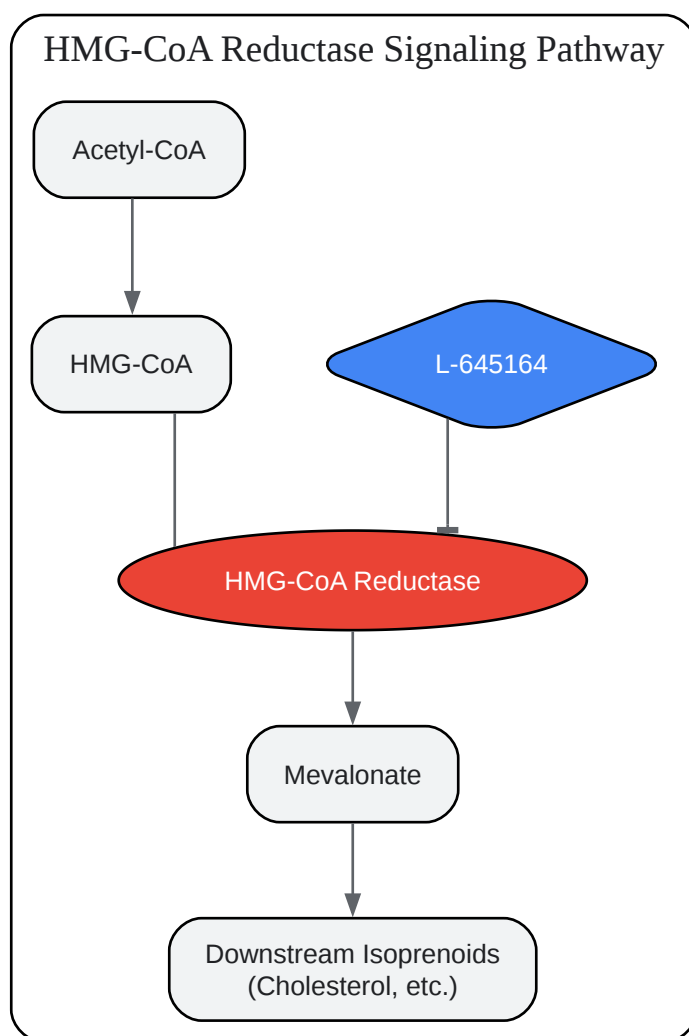 HMG-CoA Reductase Signaling Pathway
Acetyl-CoA
HMG-CoA
L-645164
HMG-CoA Reductase
Mevalonate
Downstream Isoprenoids
(Cholesterol, etc.)